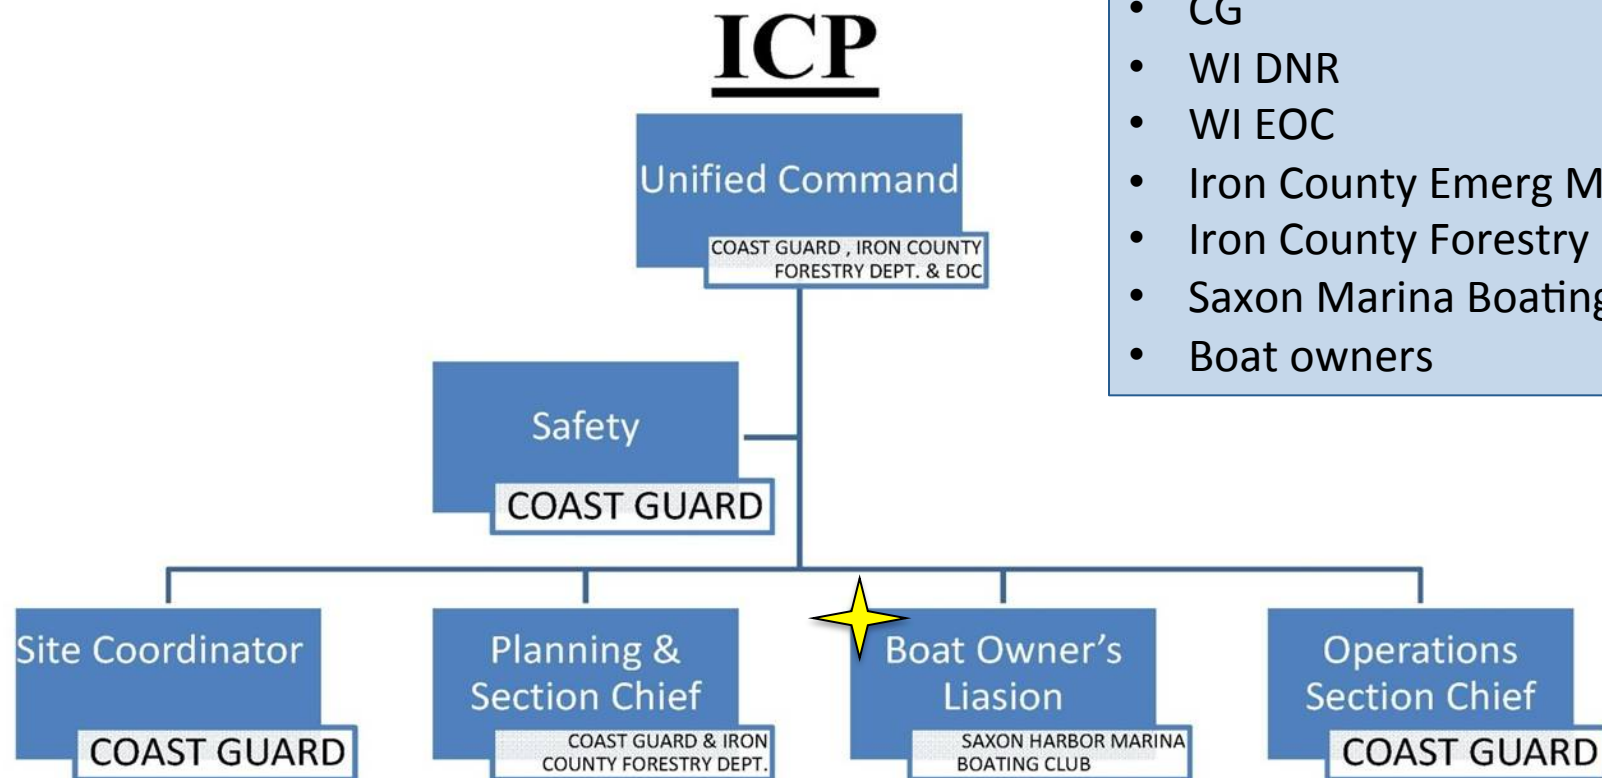 ICP
• CG
• WI DNR
• WI EOC
• Iron County Emerg
• Iron County Forestry
• Saxon Marina Boating
• Boat owners
Unified Command
COAST GUARD , IRON COUNTY
FORESTRY DEPT. & EOC
Safety
COAST GUARD
Site Coordinator
COAST GUARD
Planning &
Section Chief
COAST GUARD & IRON
COUNTY FORESTRY DEPT.
Boat Owner's
Liasion
SAXON HARBOR MARINA
BOATING CLUB
Operations
Section Chief
COAST GUARD